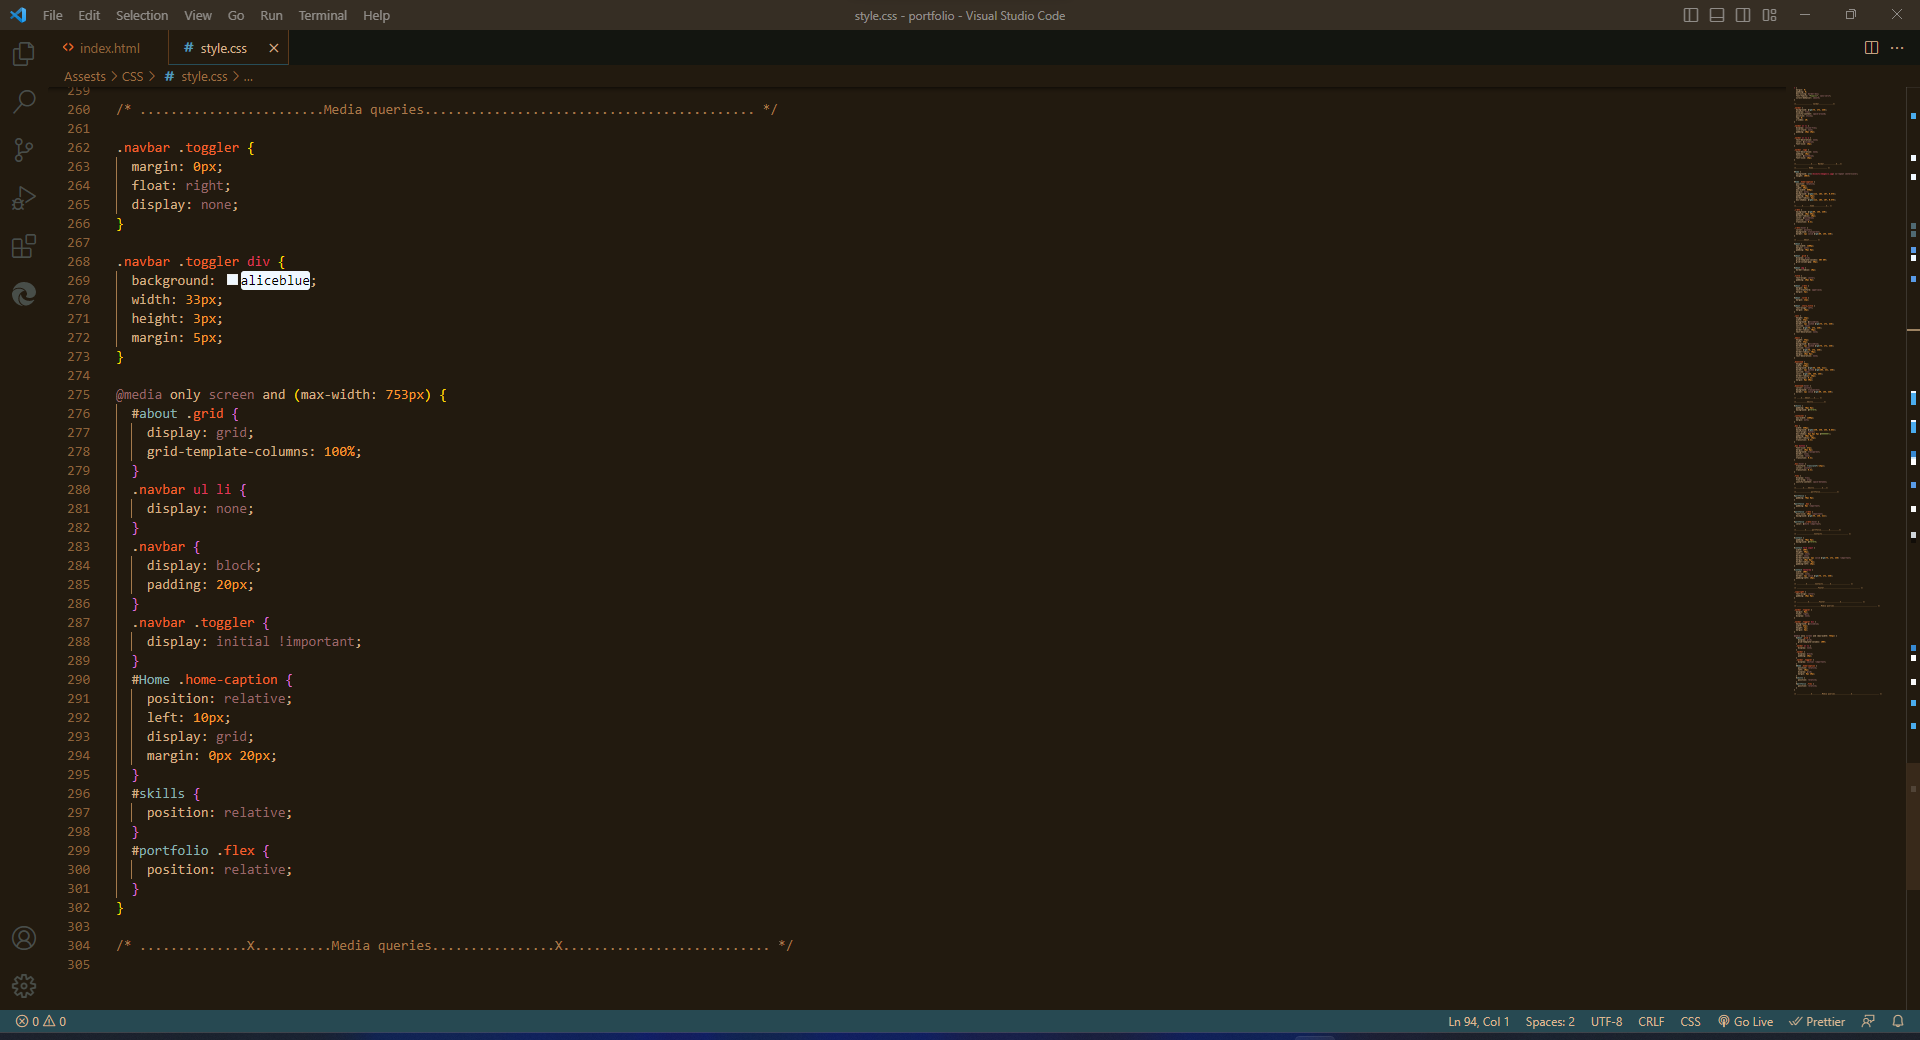 File Edit Selection View Go Run Terminal Help
style.css - portfolio - Visual Studio Code
index.html
# style.css
Assests > CSS > # style.css > ...
259
260 /* ........................Media queries........................................... */
261
262 .navbar .toggler {
263 margin: 0px;
264 float: right;
265 display: none;
266 }
267
268 .navbar .toggler div {
269 background: aliceblue;
270 width: 33px;
271 height: 3px;
272 margin: 5px;
273 }
274
275 @media only screen and (max-width: 753px) {
276 #about .grid {
277 display: grid;
278 grid-template-columns: 100%;
279 }
280 .navbar ul li {
281 display: none;
282 }
283 .navbar {
284 display: block;
285 padding: 20px;
286 }
287 .navbar .toggler {
288 display: initial !important;
289 }
290 #Home .home-caption {
291 position: relative;
292 left: 10px;
293 display: grid;
294 margin: 0px 20px;
295 }
296 #skills {
297 position: relative;
298 }
299 #portfolio .flex {
300 position: relative;
301 }
302 }
303
304 /* ..............X..........Media queries................X........................... */
305
0 0
Ln 94, Col 1 Spaces: 2 UTF-8 CRLF CSS Go Live Prettier